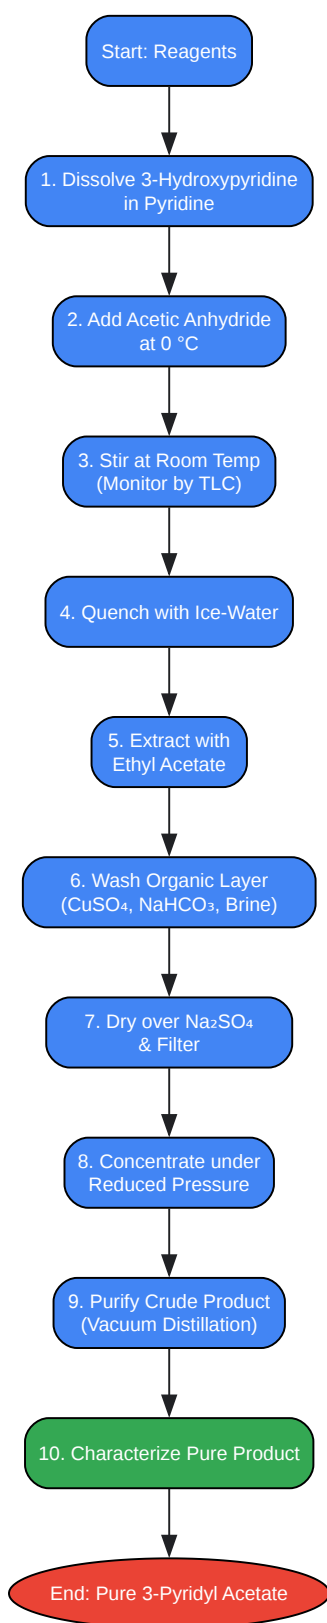 Start: Reagents
1. Dissolve 3-Hydroxypyridine
in Pyridine
2. Add Acetic Anhydride
at 0 °C
3. Stir at Room Temp
(Monitor by TLC)
4. Quench with Ice-Water
5. Extract with
Ethyl Acetate
6. Wash Organic Layer
(CuSO₄, NaHCO₃, Brine)
7. Dry over Na₂SO₄
& Filter
8. Concentrate under
Reduced Pressure
9. Purify Crude Product
(Vacuum Distillation)
10. Characterize Pure Product
End: Pure 3-Pyridyl Acetate